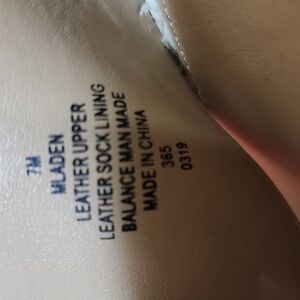 7M
MLADEN
LEATHER UPPER
LEATHER SOCK LINING
BALANCE MAN MADE
MADE IN CHINA
365
0319